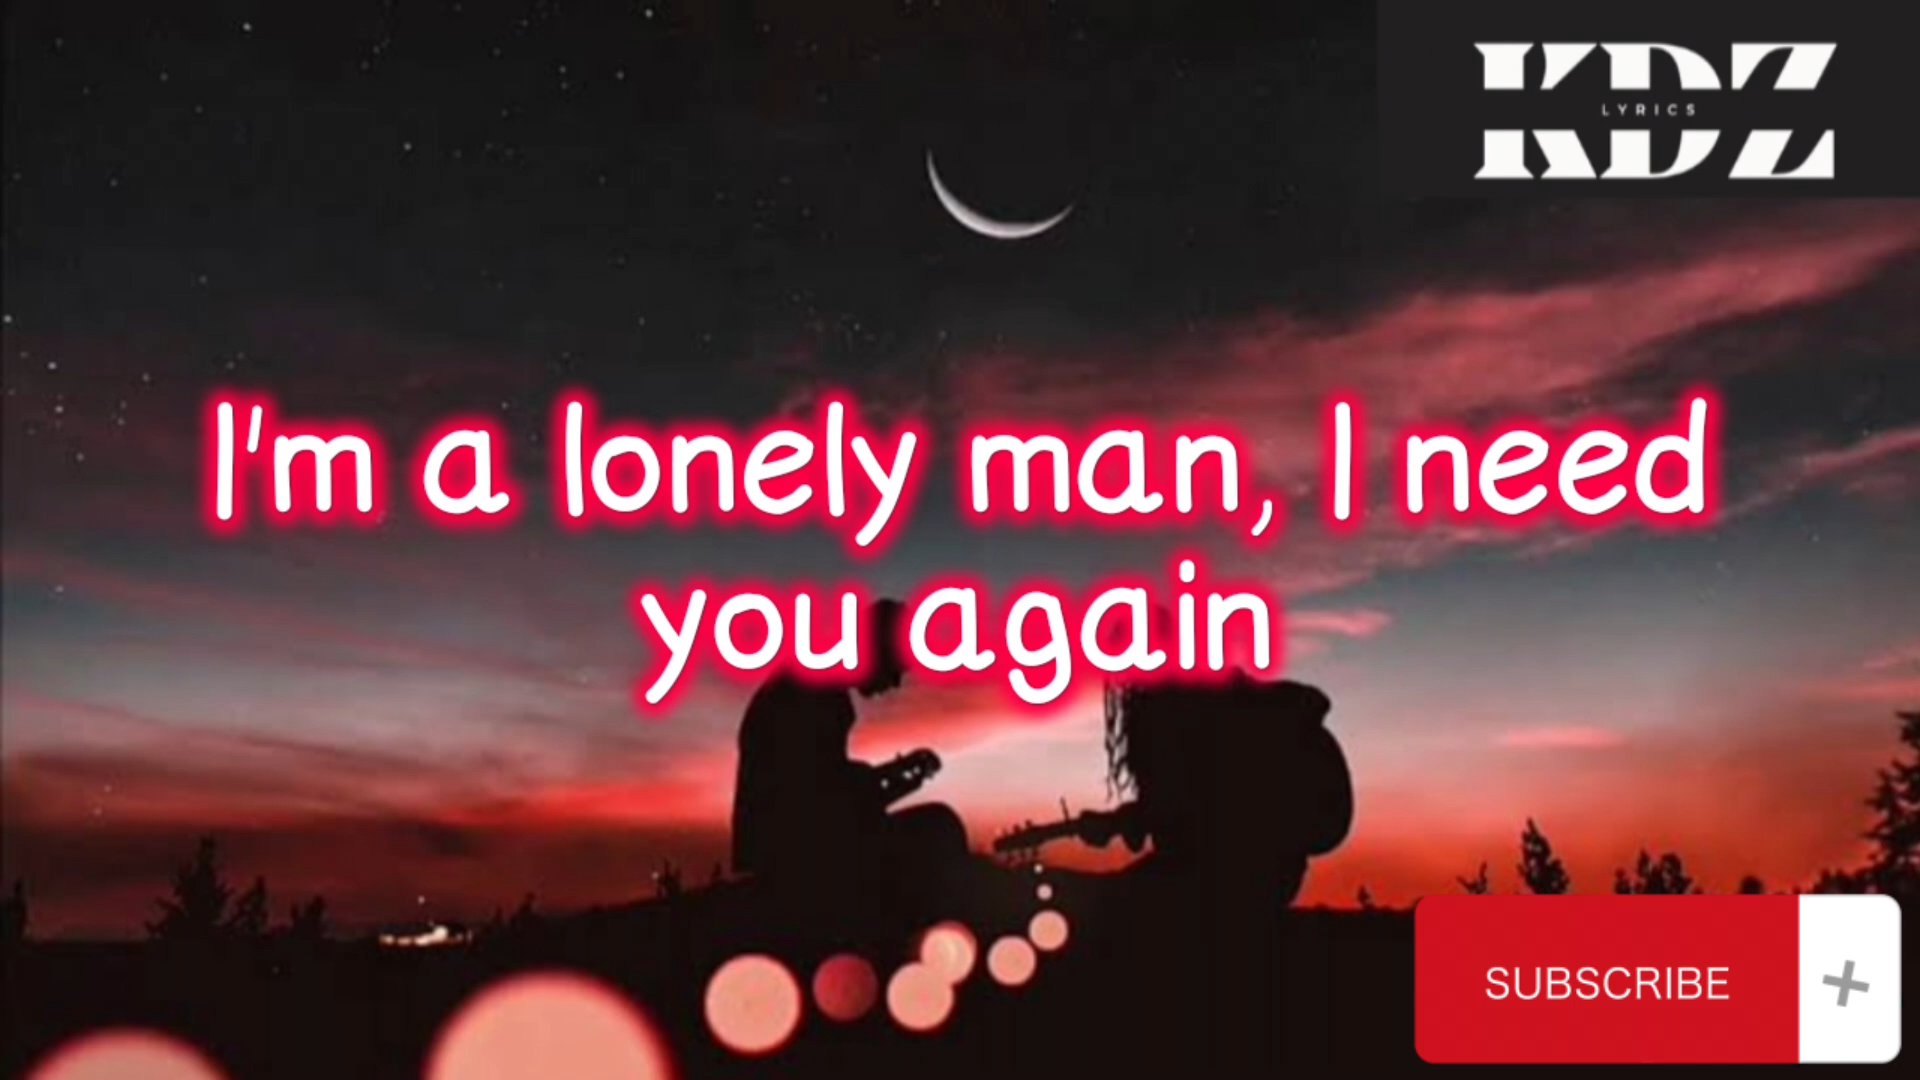 KDZ
LYRICS
I'm a lonely man, I need
you again
SUBSCRIBE
+